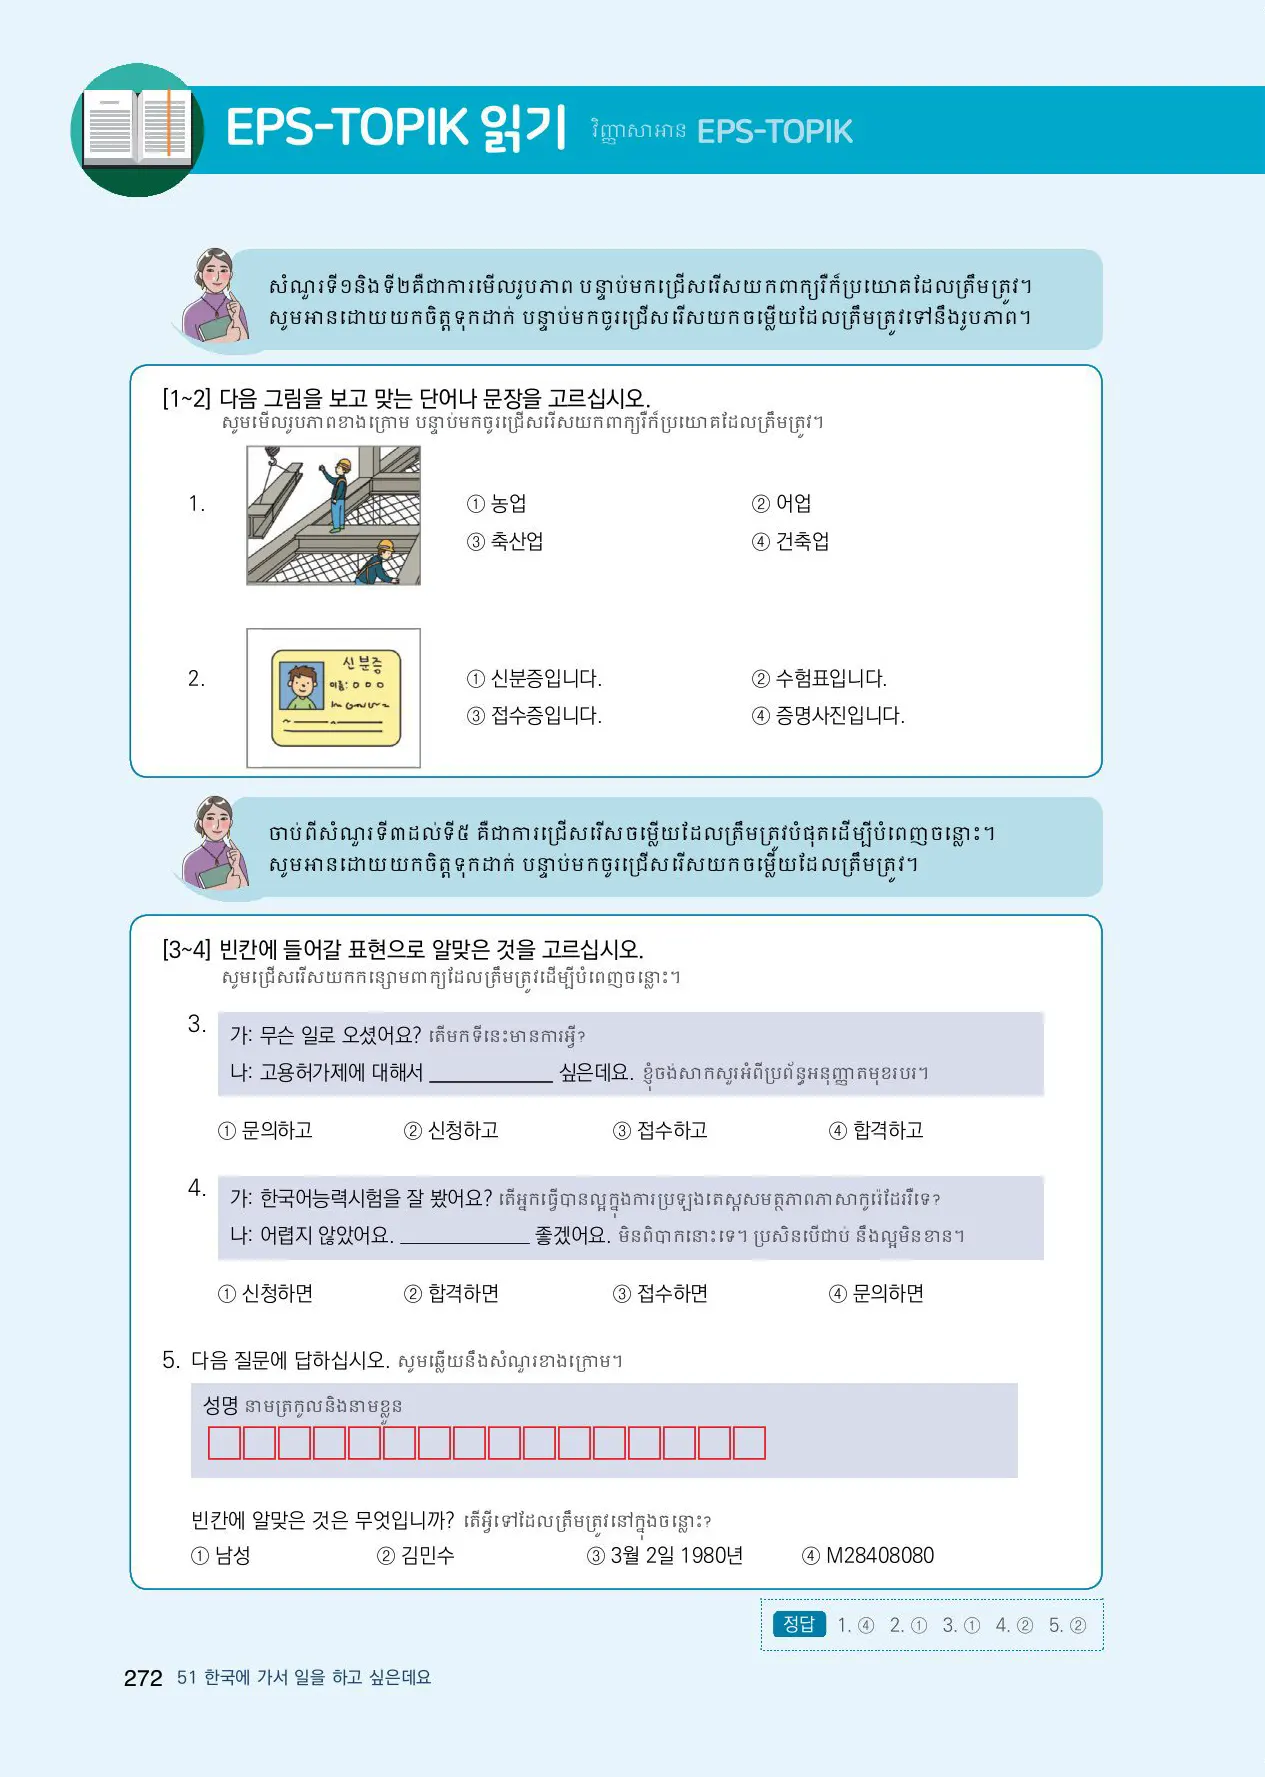 EPS-TOPIK 읽기 វិញ្ញាសាអាន EPS-TOPIK
សំណួរទី១និងទី២គឺជាការមើលរូបភាព បន្ទាប់មកជ្រើសរើសយកពាក្យរឺក៏ប្រយោគដែលត្រឹមត្រូវ។
សូមអានដោយយកចិត្តទុកដាក់ បន្ទាប់មកចូរជ្រើសរើសយកចម្លើយដែលត្រឹមត្រូវទៅនឹងរូបភាព។
[1~2] 다음 그림을 보고 맞는 단어나 문장을 고르십시오.
សូមមើលរូបភាពខាងក្រោម បន្ទាប់មកចូរជ្រើសរើសយកពាក្យរឺក៏ប្រយោគដែលត្រឹមត្រូវ។
1. ① 농업 ② 어업
③ 축산업 ④ 건축업
신분증
이름: ㅇㅇㅇ
2. ① 신분증입니다. ② 수험표입니다.
③ 접수증입니다. ④ 증명사진입니다.
ចាប់ពីសំណួរទី៣ដល់ទី៥ គឺជាការជ្រើសរើសចម្លើយដែលត្រឹមត្រូវបំផុតដើម្បីបំពេញចន្លោះ។
សូមអានដោយយកចិត្តទុកដាក់ បន្ទាប់មកចូរជ្រើសរើសយកចម្លើយដែលត្រឹមត្រូវ។
[3~4] 빈칸에 들어갈 표현으로 알맞은 것을 고르십시오.
សូមជ្រើសរើសយកកន្សោមពាក្យដែលត្រឹមត្រូវដើម្បីបំពេញចន្លោះ។
3. 가: 무슨 일로 오셨어요? តើមកទីនេះមានការអ្វី?
나: 고용허가제에 대해서 ____________ 싶은데요. ខ្ញុំចង់សាកសួរអំពីប្រព័ន្ធអនុញ្ញាតមុខរបរ។
① 문의하고 ② 신청하고 ③ 접수하고 ④ 합격하고
4. 가: 한국어능력시험을 잘 봤어요? តើអ្នកធ្វើបានល្អក្នុងការប្រឡងតេស្តសមត្ថភាពភាសាកូរ៉េដែររឺទេ?
나: 어렵지 않았어요. ____________ 좋겠어요. មិនពិបាកនោះទេ។ ប្រសិនបើជាប់ នឹងល្អមិនខាន។
① 신청하면 ② 합격하면 ③ 접수하면 ④ 문의하면
5. 다음 질문에 답하십시오. សូមឆ្លើយនឹងសំណួរខាងក្រោម។
성명 នាមត្រកូលនិងនាមខ្លួន
빈칸에 알맞은 것은 무엇입니까? តើអ្វីទៅដែលត្រឹមត្រូវនៅក្នុងចន្លោះ?
① 남성 ② 김민수 ③ 3월 2일 1980년 ④ M28408080
정답 1. ④ 2. ① 3. ① 4. ② 5. ②
272 51 한국에 가서 일을 하고 싶은데요